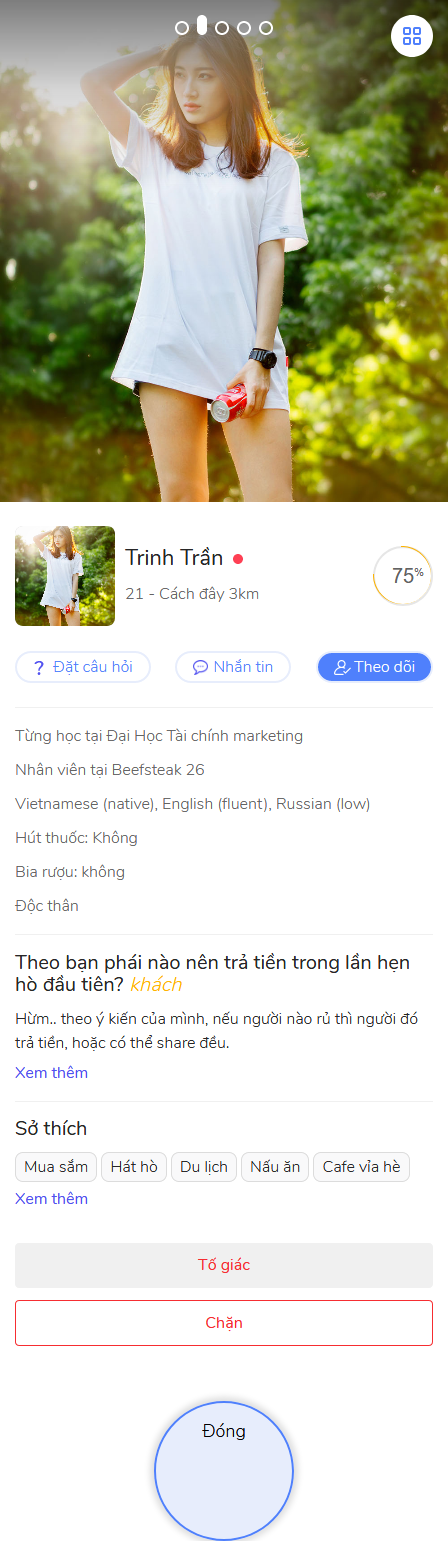 Trinh Trần
75%
21 - Cách đây 3km
? Đặt câu hỏi
Nhắn tin
Theo dõi
Từng học tại Đại Học Tài chính marketing
Nhân viên tại Beefsteak 26
Vietnamese (native), English (fluent), Russian (low)
Hút thuốc: Không
Bia rượu: không
Độc thân
Theo bạn phái nào nên trả tiền trong lần hẹn
hò đầu tiên? khách
Hừm.. theo ý kiến của mình, nếu người nào rủ thì người đó
trả tiền, hoặc có thể share đều.
Xem thêm
Sở thích
Mua sắm
Hát hò
Du lịch
Nấu ăn
Cafe vỉa hè
Xem thêm
Tố giác
Chặn
Đóng